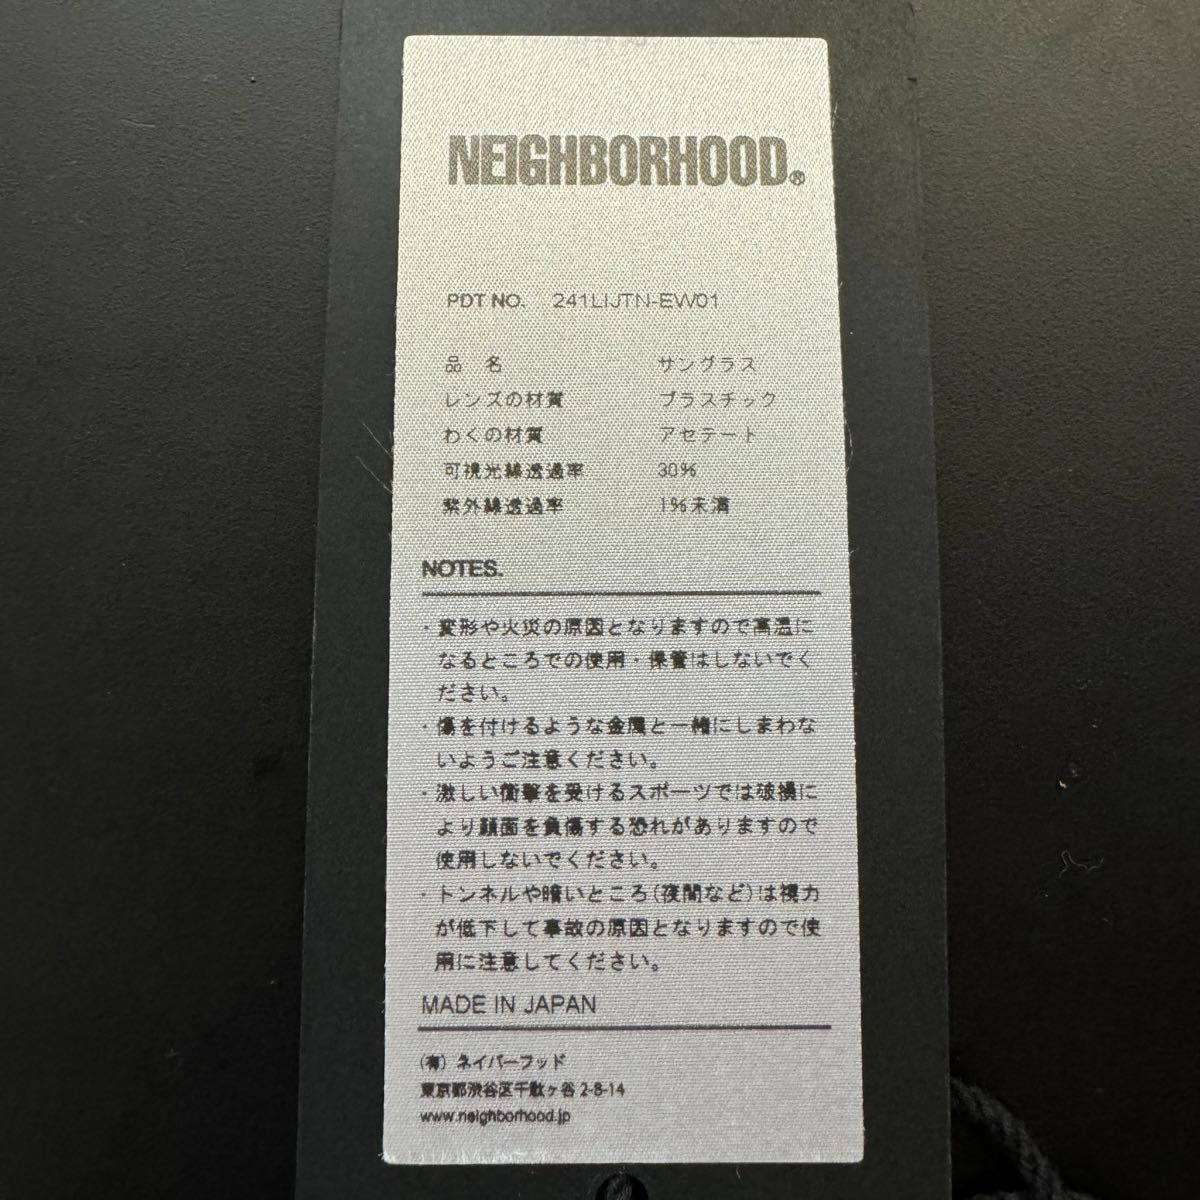 NEIGHBORHOOD®
PDT NO. 241LIJTN-EW01
品 名 サングラス
レンズの材質 プラスチック
わくの材質 アセテート
可視光線透過率 30%
紫外線透過率 1%未満
NOTES.
・変形や火災の原因となりますので高温に
なるところでの使用・保管はしないでく
ださい。
・傷を付けるような金属と一緒にしまわな
いようご注意ください。
・激しい衝撃を受けるスポーツでは破損に
より顔面を負傷する恐れがありますので
使用しないでください。
・トンネルや暗いところ(夜間など)は視力
が低下して事故の原因となりますので使
用に注意してください。
MADE IN JAPAN
(有) ネイバーフッド
東京都渋谷区千駄ヶ谷 2-8-14
www.neighborhood.jp